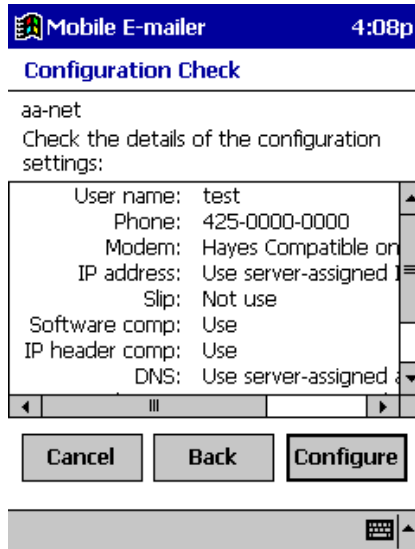 Mobile E-mailer 4:08p
Configuration Check
aa-net
Check the details of the configuration
settings:
User name: test
Phone: 425-0000-0000
Modem: Hayes Compatible on
IP address: Use server-assigned
Slip: Not use
Software comp: Use
IP header comp: Use
DNS: Use server-assigned
Cancel Back Configure